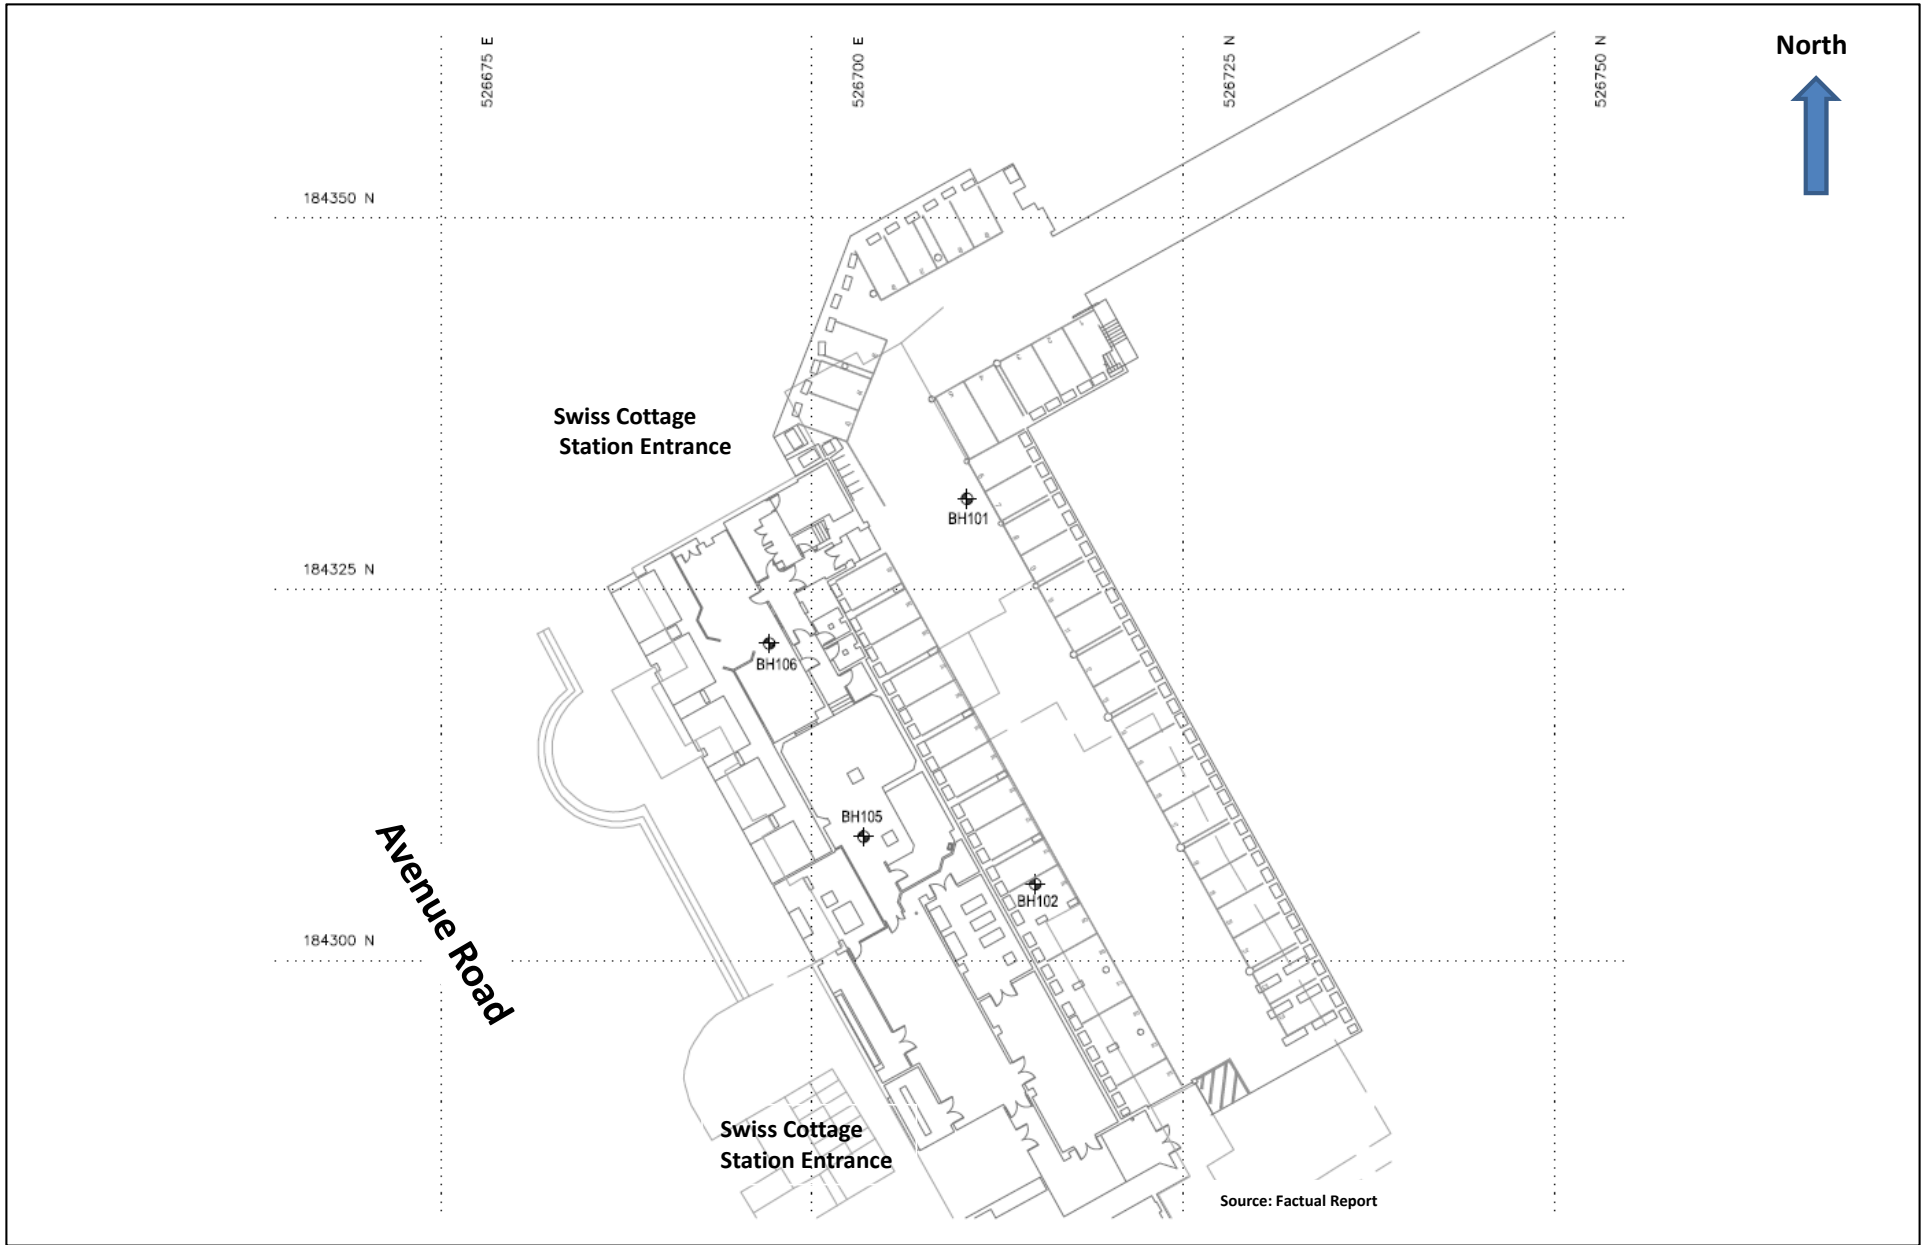 526675 E
526700 E
526725 N
526750 N
North
184350 N
Swiss Cottage
Station Entrance
BH101
184325 N
BH106
BH105
Avenue Road
BH102
184300 N
Swiss Cottage
Station Entrance
Source: Factual Report